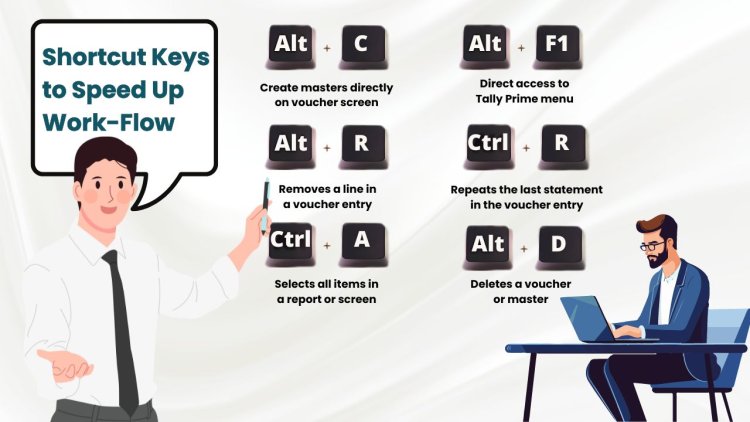 Shortcut Keys
to Speed Up
Work-Flow
Alt + C
Create masters directly
on voucher screen
Alt + F1
Direct access to
Tally Prime menu
Alt + R
Removes a line in
a voucher entry
Ctrl + R
Repeats the last statement
in the voucher entry
Ctrl + A
Selects all items in
a report or screen
Alt + D
Deletes a voucher
or master